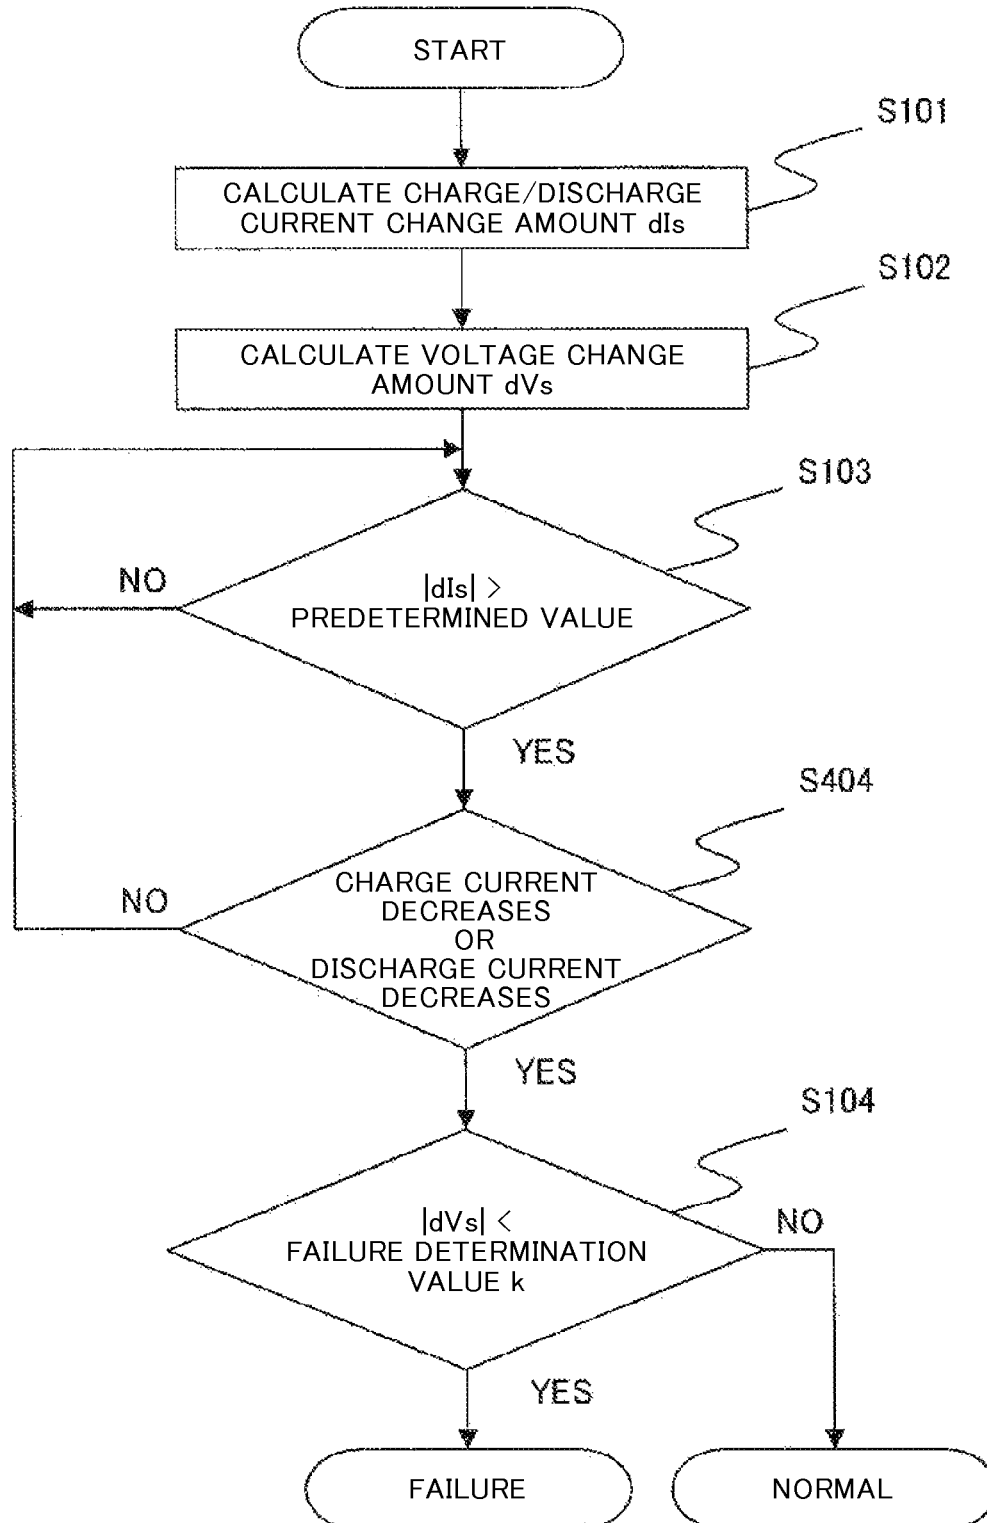 START
S101
CALCULATE CHARGE/DISCHARGE
CURRENT CHANGE AMOUNT dIs
S102
CALCULATE VOLTAGE CHANGE
AMOUNT dVs
S103
NO
|dIs| >
PREDETERMINED VALUE
YES
S404
NO
CHARGE CURRENT
DECREASES
OR
DISCHARGE CURRENT
DECREASES
YES
S104
|dVs| <
FAILURE DETERMINATION
VALUE k
NO
YES
FAILURE
NORMAL